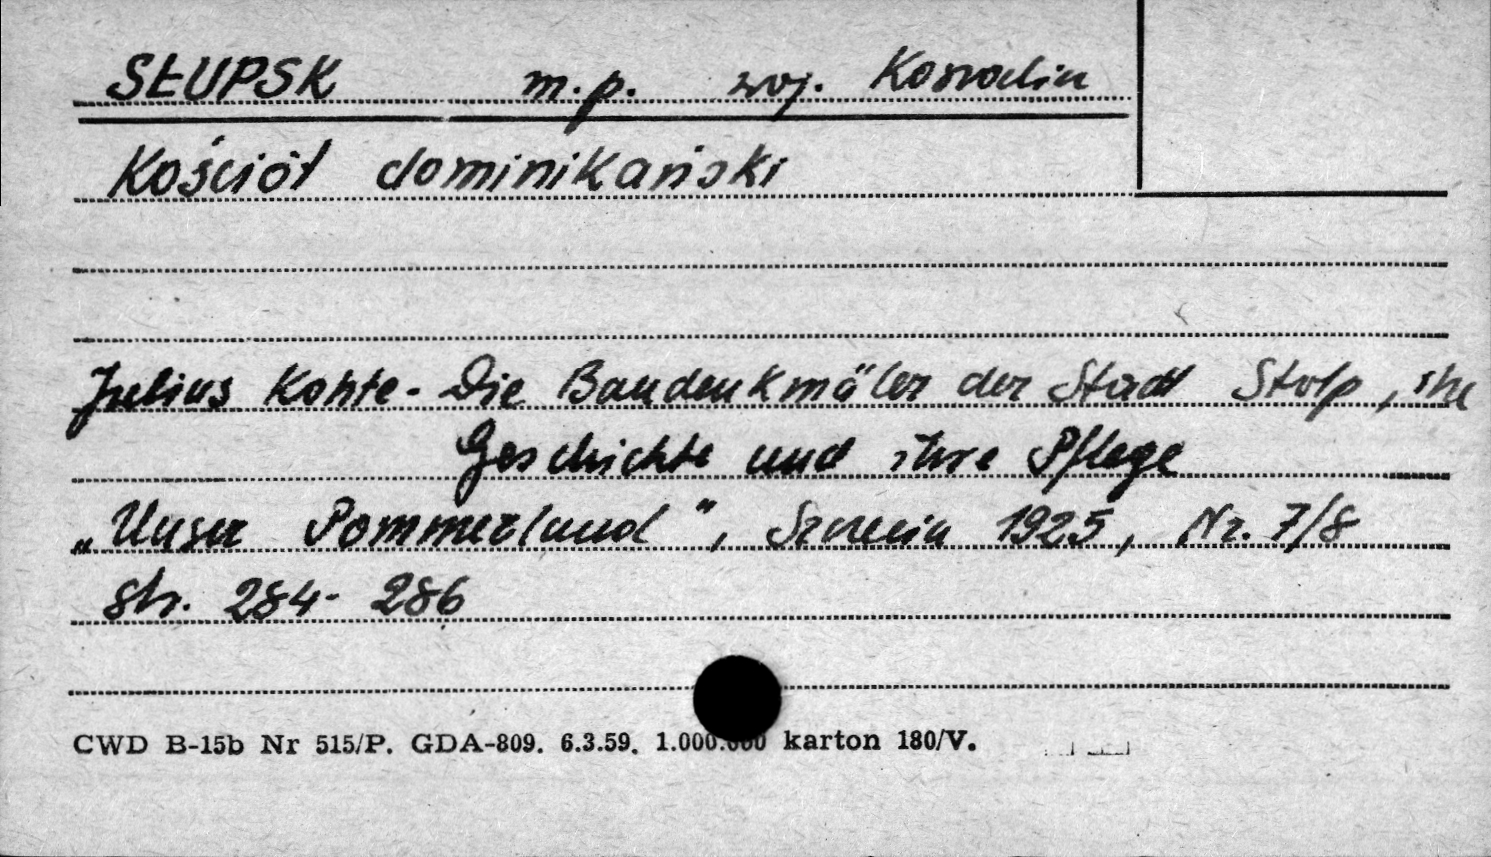 SŁUPSK m.p. woj. Koszalin
Kościół dominikański
Julius Kohte - Die Baudenkmäler der Stadt Stolp, ihre
Geschichte und ihre Pflege
„Unser Pommerland", Szczecin 1925, Nr. 7/8
str. 284 - 286
CWD B-15b Nr 515/P. GDA-809. 6.3.59. 1.000.000 karton 180/V.